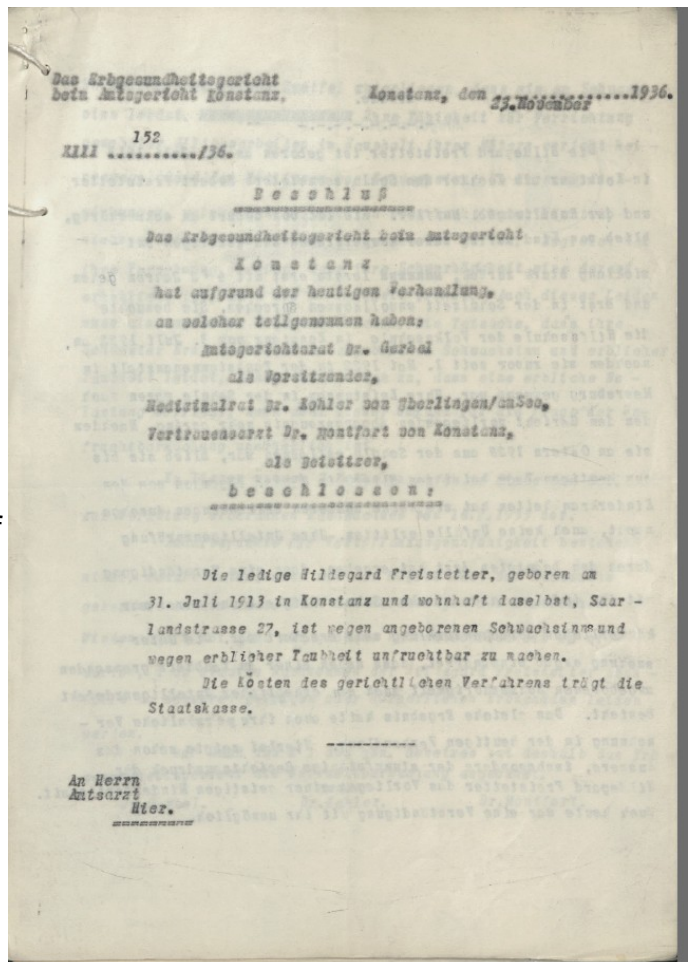 Das Erbgesundheitsgericht
beim Amtsgericht Konstanz.
Konstanz, den 23.November 1936.
XIII 152 /36.
Beschluß
Das Erbgesundheitsgericht beim Amtsgericht
Konstanz
hat aufgrund der heutigen Verhandlung,
an welcher teilgenommen haben:
Amtsgerichtsrat Dr. Gerbel
als Vorsitzender,
Medizinalrat Dr. Kohler von Überlingen/amSee,
Vertrauensarzt Dr. Montfort von Konstanz,
als Beisitzer,
beschlossen:
Die ledige Hildegard Freistetter, geboren am
31. Juli 1913 in Konstanz und wohnhaft daselbst, Saar-
landstrasse 27, ist wegen angeborenen Schwachsinns und
wegen erblicher Taubheit unfruchtbar zu machen.
Die Kosten des gerichtlichen Verfahrens trägt die
Staatskasse.
An Herrn
Amtsarzt
Hier.